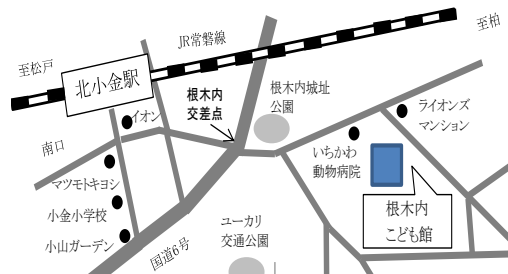 JR常磐線
至柏
至松戸
北小金駅
根木内
交差点
根木内城址
公園
ライオンズ
マンション
イオン
南口
いちかわ
動物病院
マツモトキヨシ
小金小学校
小山ガーデン
根木内
こども館
ユーカリ
交通公園
国道6号